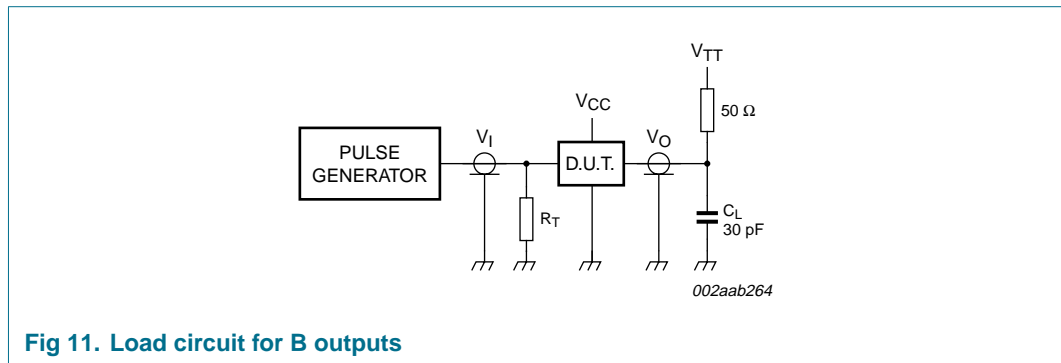 VTT
50 Ω
VCC
VI
VO
PULSE
GENERATOR
D.U.T.
RT
CL
30 pF
002aab264
Fig 11. Load circuit for B outputs